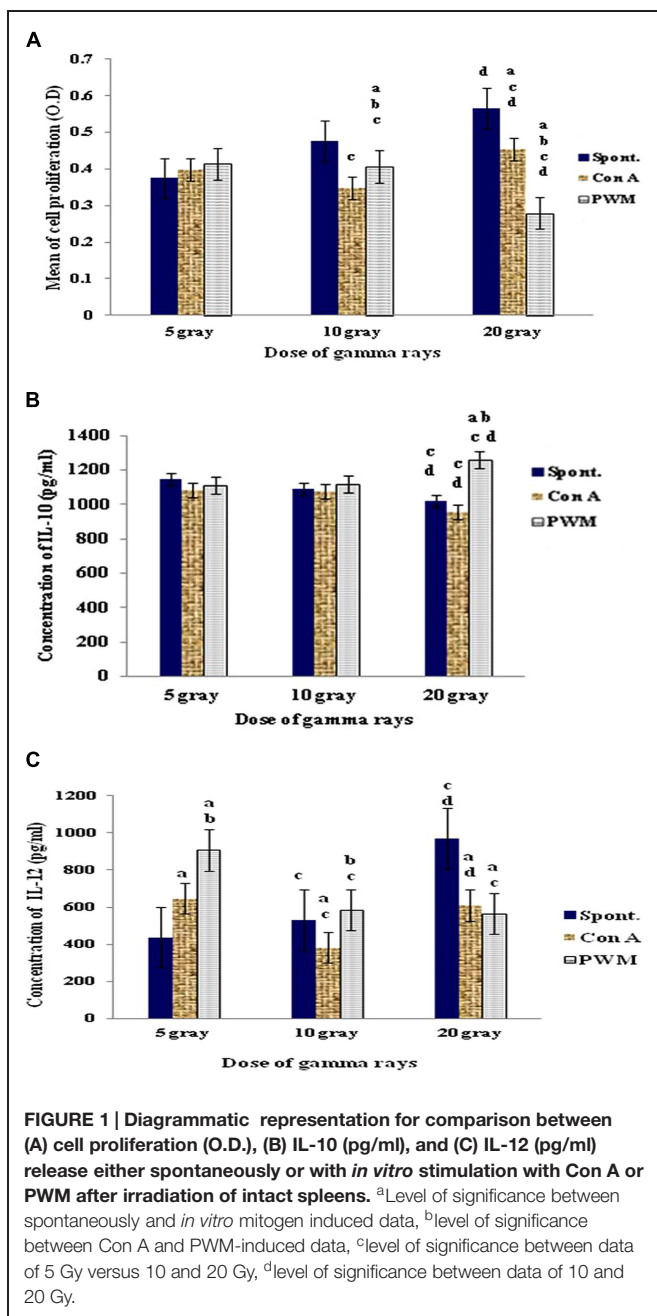 A
Mean of cell proliferation (O.D)
0.7
0.6
0.5
0.4
0.3
0.2
0.1
0
a
b
c
c
d
a
c
d
a
b
c
d
Spont.
Con A
PWM
5 gray 10 gray 20 gray
Dose of gamma rays
B
Concentration of IL-10 (pg/ml)
1400
1200
1000
800
600
400
200
0
c
d
c
d
a b
c d
Spont.
Con A
PWM
5 gray 10 gray 20 gray
Dose of gamma rays
C
Concentration of IL-12 (pg/ml)
1200
1000
800
600
400
200
0
a
a
b
c
a
c
b
c
c
d
a
d
a
c
Spont.
Con A
PWM
5 gray 10 gray 20 gray
Dose of gamma rays
FIGURE 1 | Diagrammatic representation for comparison between
(A) cell proliferation (O.D.), (B) IL-10 (pg/ml), and (C) IL-12 (pg/ml)
release either spontaneously or with in vitro stimulation with Con A or
PWM after irradiation of intact spleens. aLevel of significance between
spontaneously and in vitro mitogen induced data, blevel of significance
between Con A and PWM-induced data, clevel of significance between data
of 5 Gy versus 10 and 20 Gy, dlevel of significance between data of 10 and
20 Gy.